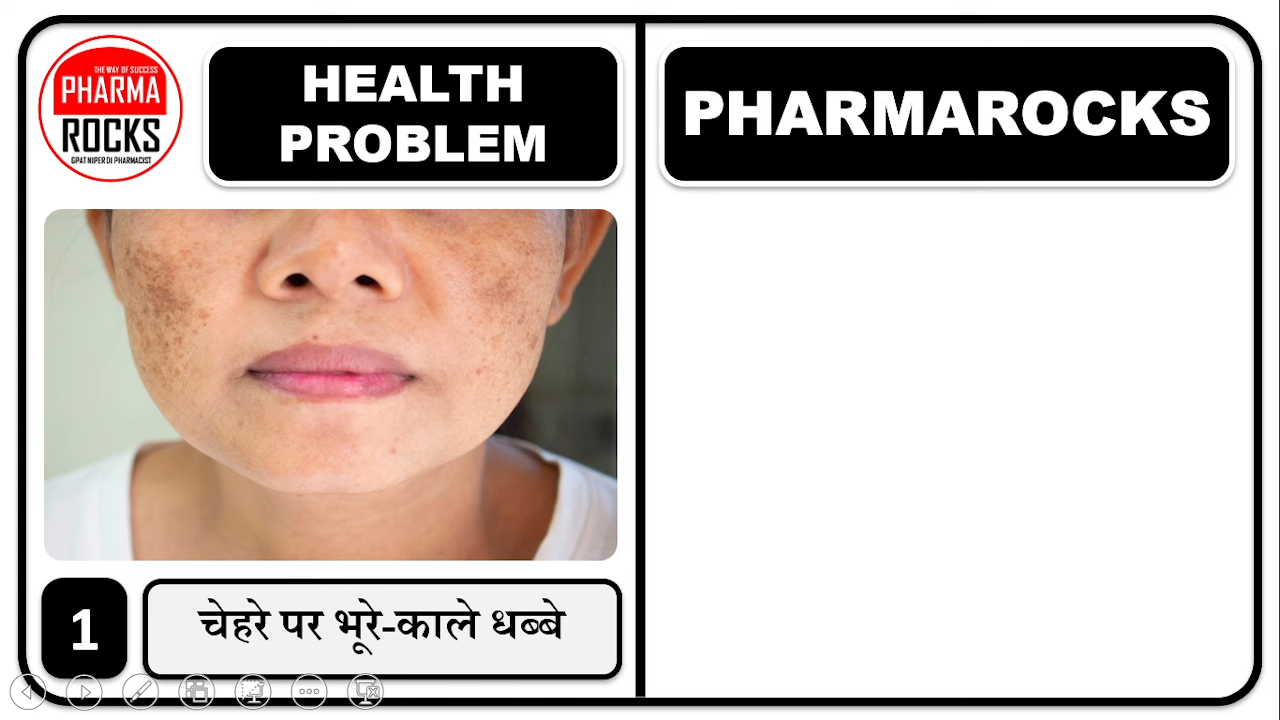 THE WAY OF SUCCESS
PHARMA
ROCKS
GPAT NIPER DI PHARMACIST
HEALTH
PROBLEM
PHARMAROCKS
1
चेहरे पर भूरे-काले धब्बे